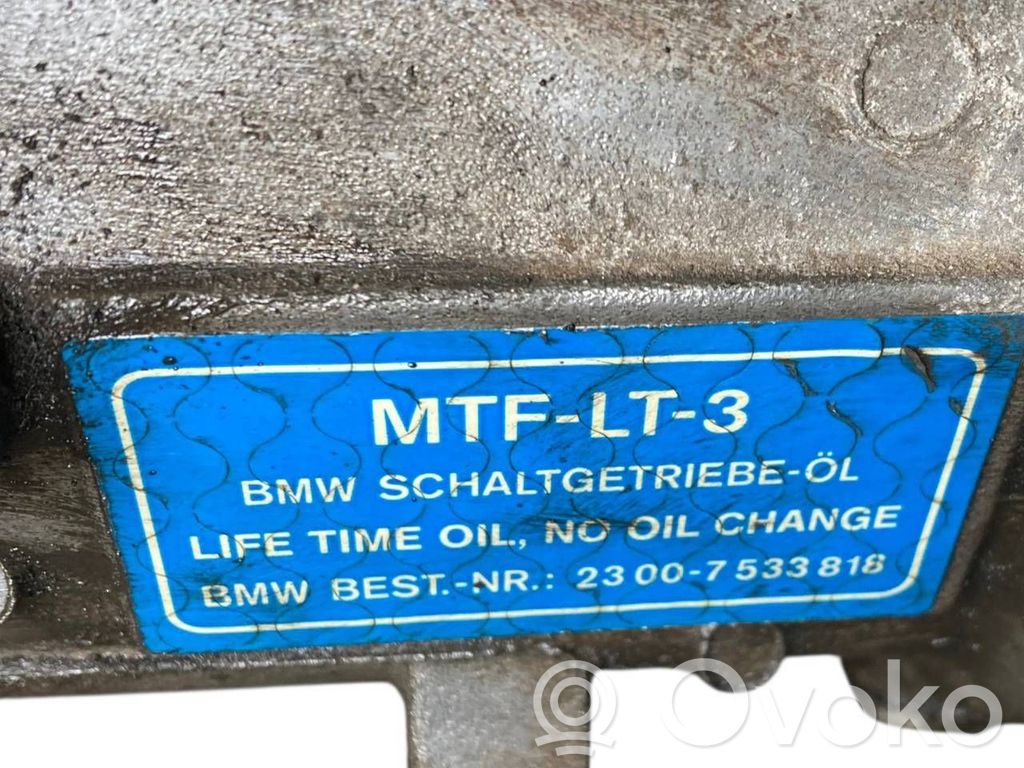 MTF-LT-3
BMW SCHALTGETRIEBE-ÖL
LIFE TIME OIL, NO OIL CHANGE
BMW BEST.-NR.: 23 00-7 533 818
Ovoko